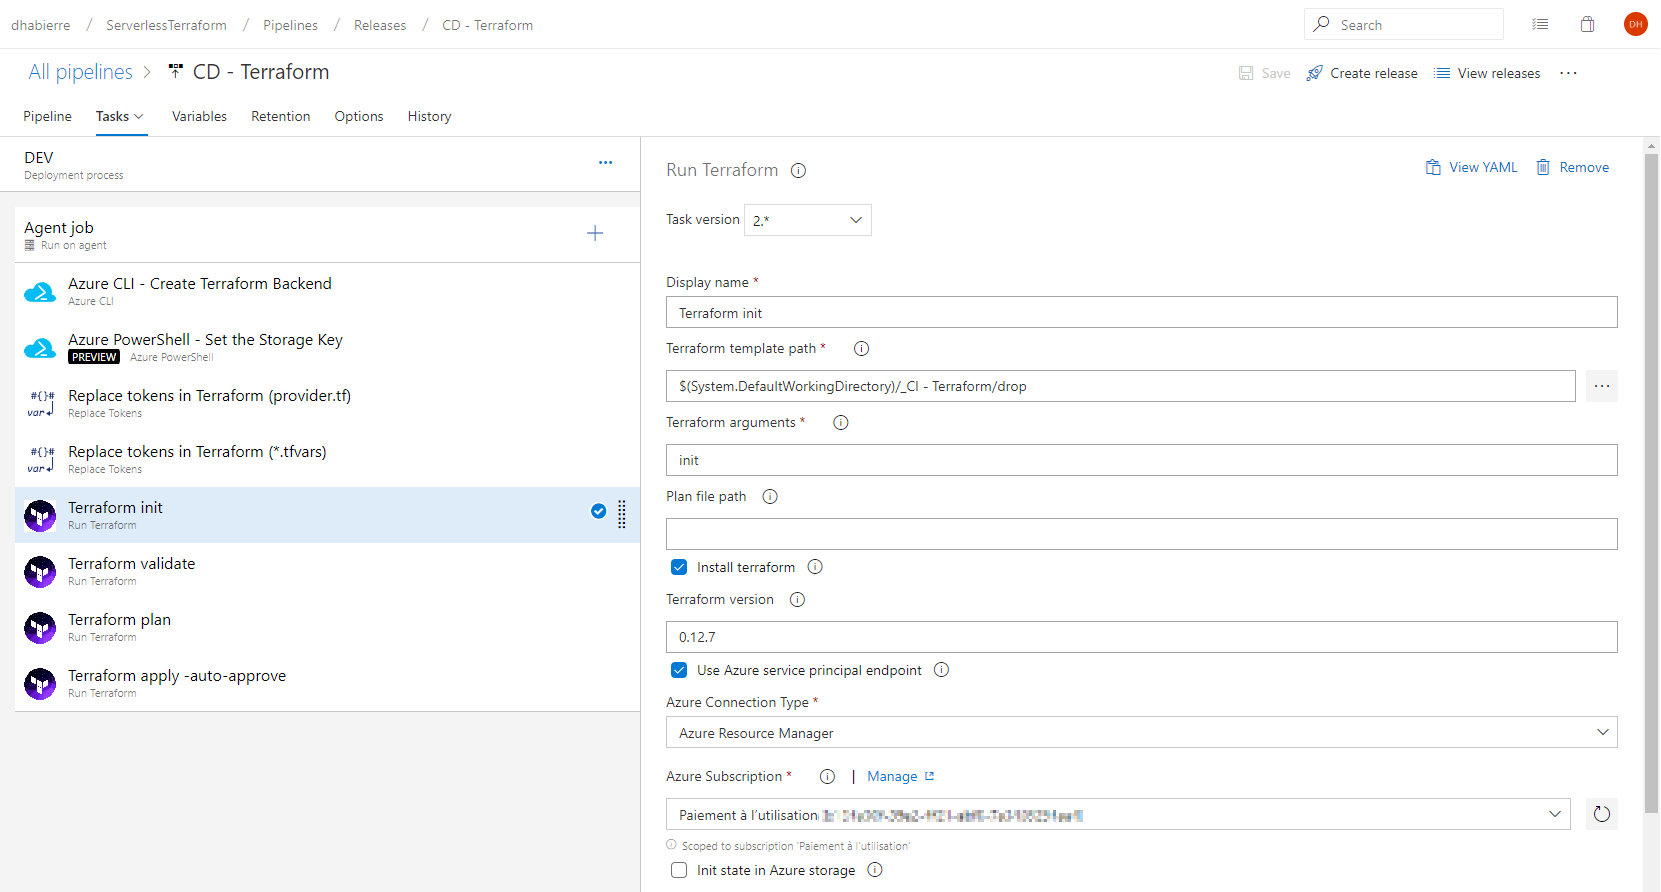 dhabierre / ServerlessTerraform / Pipelines / Releases / CD - Terraform
Search
DH
All pipelines > CD - Terraform
Save
Create release
View releases
Pipeline
Tasks
Variables
Retention
Options
History
DEV
Deployment process
Agent job
Run on agent
Azure CLI - Create Terraform Backend
Azure CLI
Azure PowerShell - Set the Storage Key
PREVIEW Azure PowerShell
#{}#
var
Replace tokens in Terraform (provider.tf)
Replace Tokens
#{}#
var
Replace tokens in Terraform (*.tfvars)
Replace Tokens
Terraform init
Run Terraform
Terraform validate
Run Terraform
Terraform plan
Run Terraform
Terraform apply -auto-approve
Run Terraform
Run Terraform
View YAML
Remove
Task version 2.*
Display name *
Terraform init
Terraform template path *
$(System.DefaultWorkingDirectory)/_CI - Terraform/drop
Terraform arguments *
init
Plan file path
Install terraform
Terraform version
0.12.7
Use Azure service principal endpoint
Azure Connection Type *
Azure Resource Manager
Azure Subscription * | Manage
Paiement à l'utilisation
Scoped to subscription 'Paiement à l'utilisation'
Init state in Azure storage